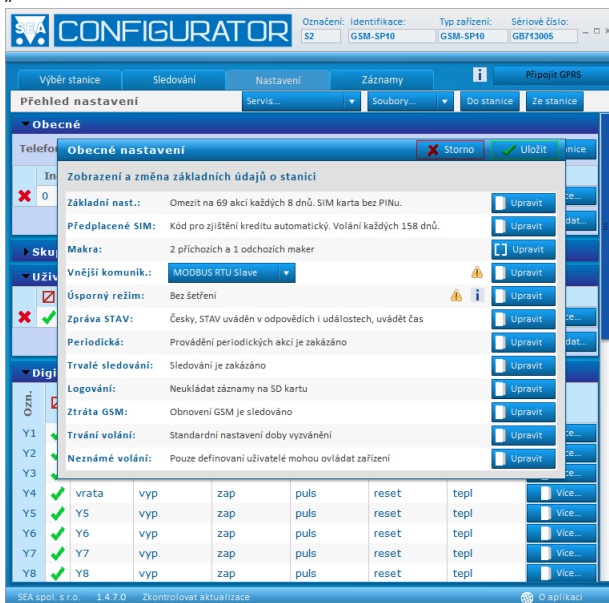 „
SEA CONFIGURATOR
Označení: Identifikace: Typ zařízení: Sériové číslo:
S2 GSM-SP10 GSM-SP10 GB713005
Výběr stanice Sledování Nastavení Záznamy i Připojit GPRS
Přehled nastavení Servis... Soubory... Do stanice Ze stanice
Obecné
Obecné nastavení Storno Uložit
Zobrazení a změna základních údajů o stanici
0
Základní nast.: Omezit na 69 akcí každých 8 dnů. SIM karta bez PINu. Upravit
Předplacené SIM: Kód pro zjištění kreditu automatický. Volání každých 158 dnů. Upravit
Makra: 2 příchozích a 1 odchozích maker Upravit
Vnější komunik.: MODBUS RTU Slave Upravit
Úsporný režim: Bez šetření i Upravit
Zpráva STAV: Česky, STAV uváděn v odpovědích i událostech, uvádět čas Upravit
Periodická: Provádění periodických akcí je zakázáno Upravit
Trvalé sledování: Sledování je zakázáno Upravit
Logování: Neukládat záznamy na SD kartu Upravit
Ozn.
Ztráta GSM: Obnovení GSM je sledováno Upravit
Y1 Trvání volání: Standardní nastavení doby vyzvánění Upravit
Y2 Neznámé volání: Pouze definovaní uživatelé mohou ovládat zařízení Upravit
Y3
Y4 vrata vyp zap puls reset tepl Více...
Y5 Y5 vyp zap puls reset tepl Více...
Y6 Y6 vyp zap puls reset tepl Více...
Y7 Y7 vyp zap puls reset tepl Více...
Y8 Y8 vyp zap puls reset tepl Více...
SEA spol. s r.o. 1.4.7.0 Zkontrolovat aktualizace O aplikaci